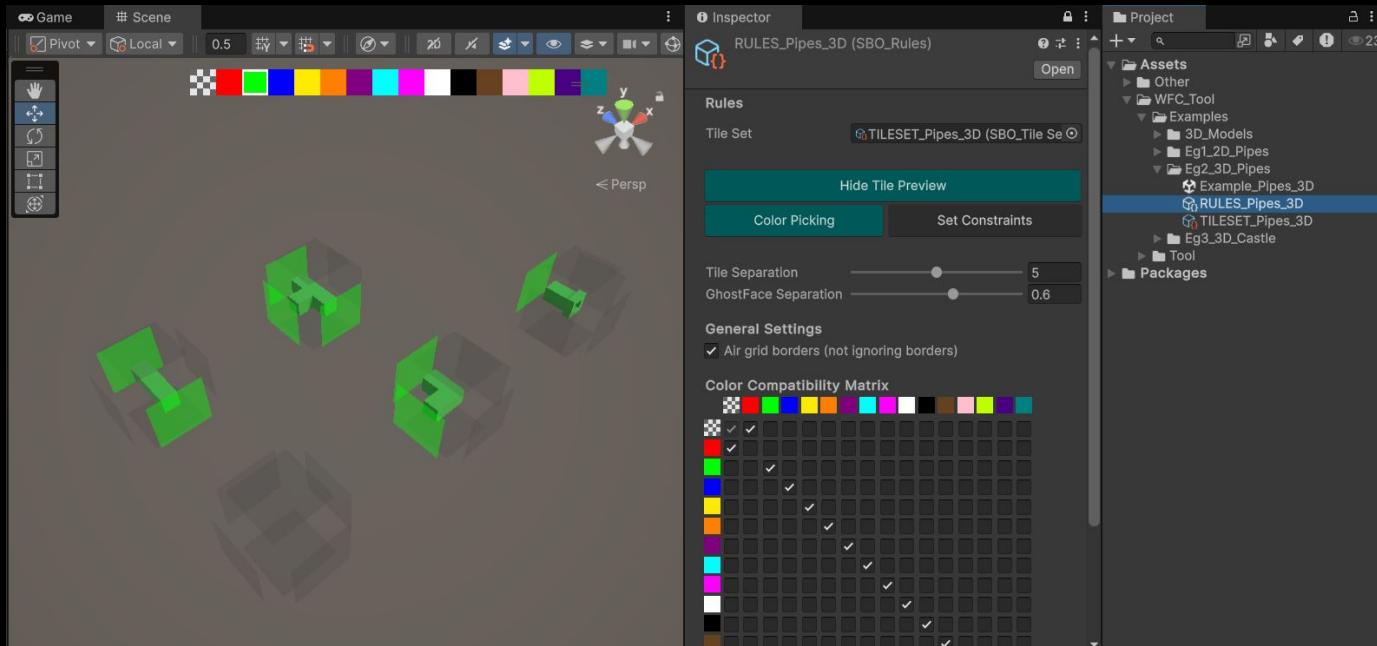 Game
Scene
Pivot
Local
0.5
2D
y
z
x
Persp
Inspector
RULES_Pipes_3D (SBO_Rules)
Open
Rules
Tile Set
TILESET_Pipes_3D (SBO_Tile Se
Hide Tile Preview
Color Picking
Set Constraints
Tile Separation
5
GhostFace Separation
0.6
General Settings
Air grid borders (not ignoring borders)
Color Compatibility Matrix
Project
23
Assets
Other
WFC_Tool
Examples
3D_Models
Eg1_2D_Pipes
Eg2_3D_Pipes
Example_Pipes_3D
RULES_Pipes_3D
TILESET_Pipes_3D
Eg3_3D_Castle
Tool
Packages